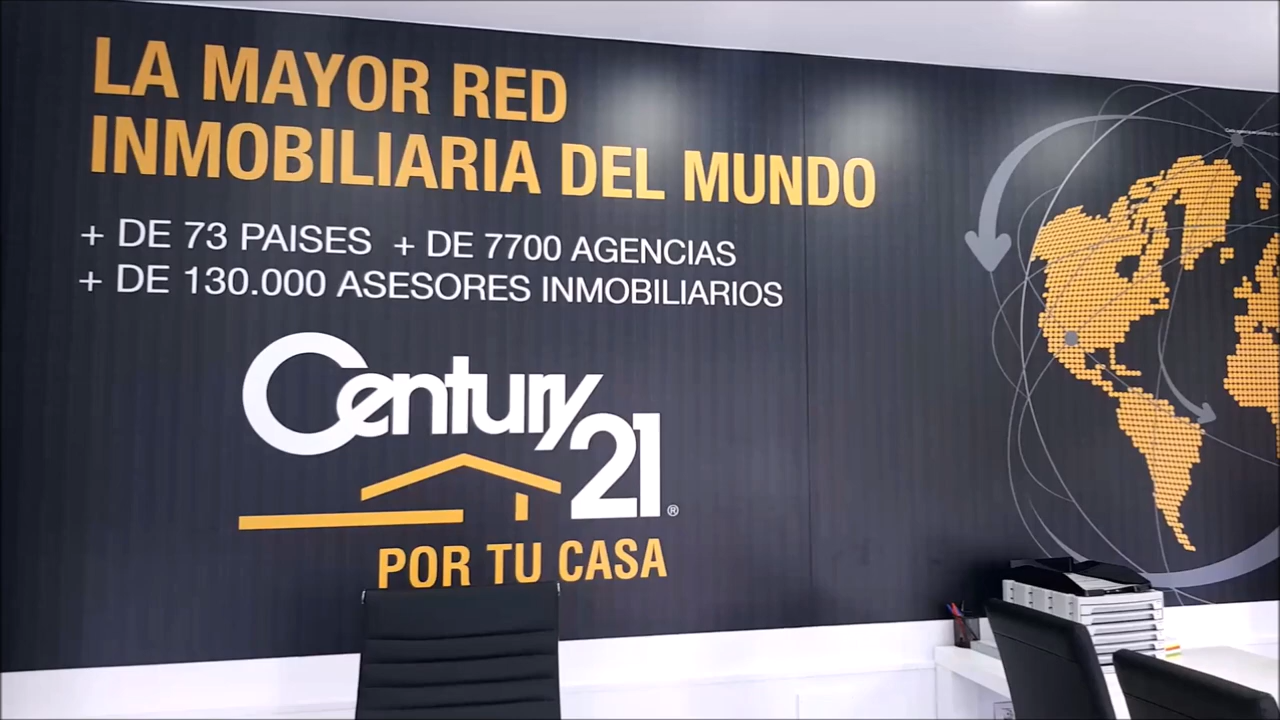 LA MAYOR RED
INMOBILIARIA DEL MUNDO
+ DE 73 PAISES + DE 7700 AGENCIAS
+ DE 130.000 ASESORES INMOBILIARIOS
Century
21®
POR TU CASA